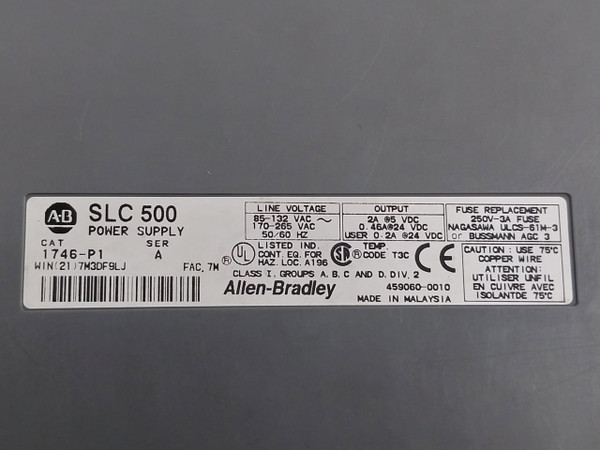 A·B
SLC 500
POWER SUPPLY
CAT SER
1746-P1 A
WIN(21)7M3DF9LJ FAC. 7M
LINE VOLTAGE
85-132 VAC ~
170-265 VAC
50/60 HZ
OUTPUT
2A @5 VDC
0.46A@24 VDC
USER 0.2A @24 VDC
FUSE REPLACEMENT
250V-3A FUSE
NAGASAWA ULCS-61M-3
or BUSSMANN AGC 3
UL
®
LISTED IND.
CONT. EQ. FOR
HAZ. LOC. A196
SA
®
TEMP.
CODE T3C
CE
CLASS I, GROUPS A, B, C AND D, DIV. 2
Allen-Bradley
459060-0010
MADE IN MALAYSIA
CAUTION : USE 75°C
COPPER WIRE
ATTENTION:
UTILISER UNFIL
EN CUIVRE AVEC
ISOLANTDE 75°C